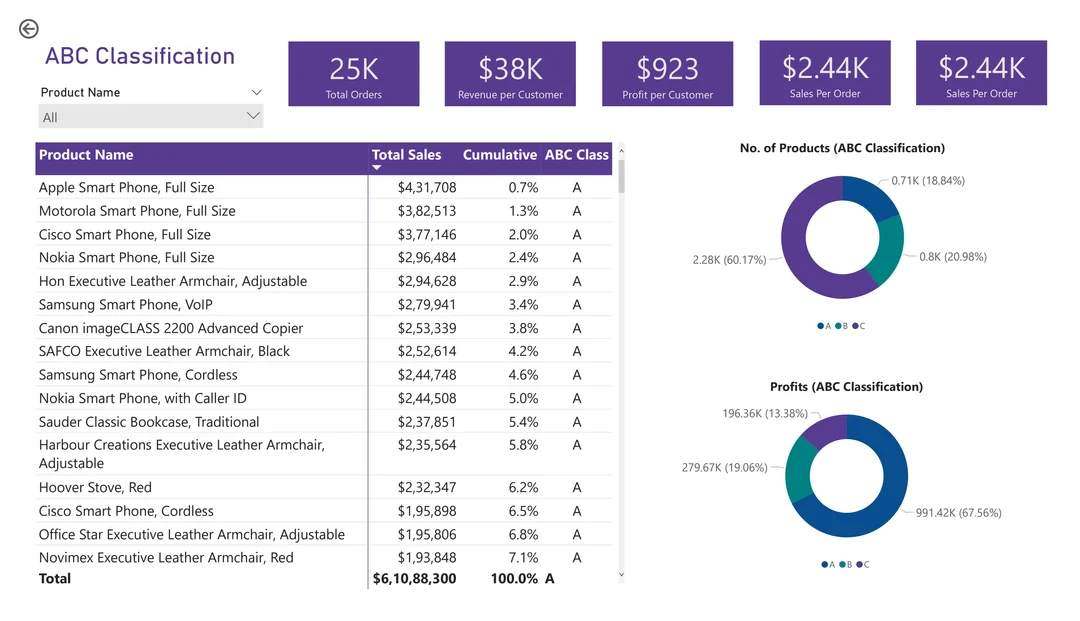 ABC Classification
Product Name
All
25K
Total Orders
$38K
Revenue per Customer
$923
Profit per Customer
$2.44K
Sales Per Order
$2.44K
Sales Per Order
Product Name Total Sales Cumulative ABC Class
Apple Smart Phone, Full Size $4,31,708 0.7% A
Motorola Smart Phone, Full Size $3,82,513 1.3% A
Cisco Smart Phone, Full Size $3,77,146 2.0% A
Nokia Smart Phone, Full Size $2,96,484 2.4% A
Hon Executive Leather Armchair, Adjustable $2,94,628 2.9% A
Samsung Smart Phone, VoIP $2,79,941 3.4% A
Canon imageCLASS 2200 Advanced Copier $2,53,339 3.8% A
SAFCO Executive Leather Armchair, Black $2,52,614 4.2% A
Samsung Smart Phone, Cordless $2,44,748 4.6% A
Nokia Smart Phone, with Caller ID $2,44,508 5.0% A
Sauder Classic Bookcase, Traditional $2,37,851 5.4% A
Harbour Creations Executive Leather Armchair, $2,35,564 5.8% A
Adjustable
Hoover Stove, Red $2,32,347 6.2% A
Cisco Smart Phone, Cordless $1,95,898 6.5% A
Office Star Executive Leather Armchair, Adjustable $1,95,806 6.8% A
Novimex Executive Leather Armchair, Red $1,93,848 7.1% A
Total $6,10,88,300 100.0% A
No. of Products (ABC Classification)
0.71K (18.84%)
2.28K (60.17%)
0.8K (20.98%)
A B C
Profits (ABC Classification)
196.36K (13.38%)
279.67K (19.06%)
991.42K (67.56%)
A B C